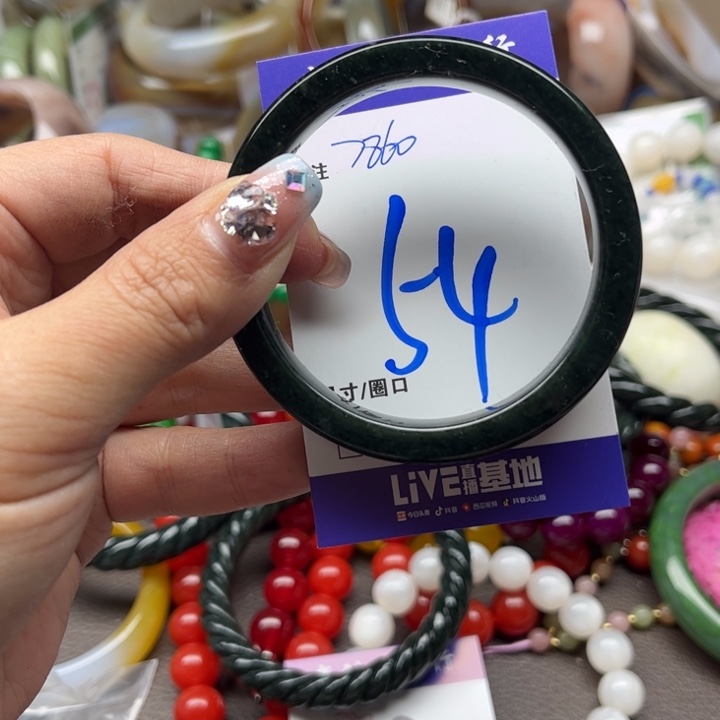 注 7860
54
寸/圈口
LiVE直播基地
今日头条 抖音 西瓜视频 抖音火山版